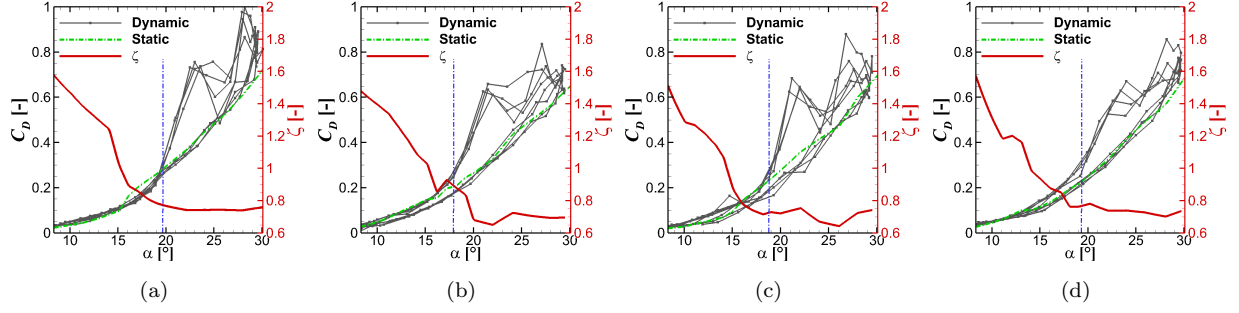 1 2
0.8 1.8
0.6 1.6
0.4 1.4
0.2 1.2
0 1
0.8
0.6
10 15 20 25 30
C_D [-]
ζ [-]
α [°]
Dynamic
Static
ζ
(a)
1 2
0.8 1.8
0.6 1.6
0.4 1.4
0.2 1.2
0 1
0.8
0.6
10 15 20 25 30
C_D [-]
ζ [-]
α [°]
Dynamic
Static
ζ
(b)
1 2
0.8 1.8
0.6 1.6
0.4 1.4
0.2 1.2
0 1
0.8
0.6
10 15 20 25 30
C_D [-]
ζ [-]
α [°]
Dynamic
Static
ζ
(c)
1 2
0.8 1.8
0.6 1.6
0.4 1.4
0.2 1.2
0 1
0.8
0.6
10 15 20 25 30
C_D [-]
ζ [-]
α [°]
Dynamic
Static
ζ
(d)